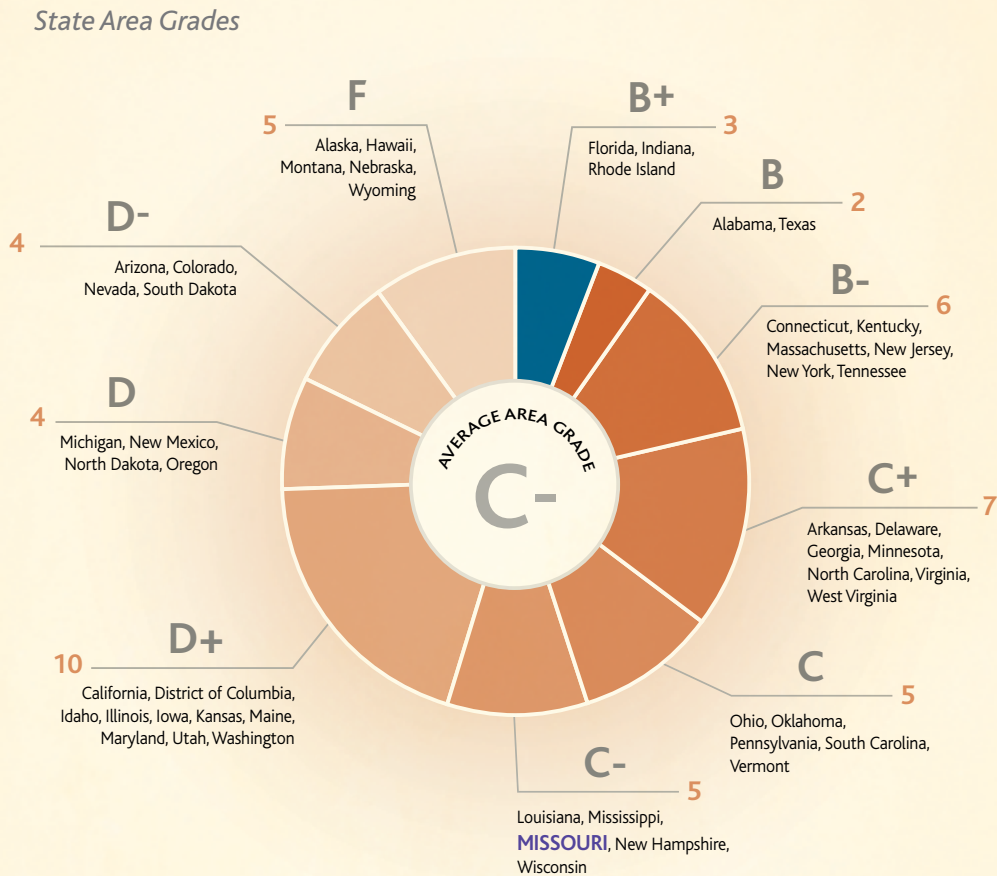 State Area Grades
F
5
Alaska, Hawaii,
Montana, Nebraska,
Wyoming
B+
3
Florida, Indiana,
Rhode Island
B
2
Alabama, Texas
B-
6
Connecticut, Kentucky,
Massachusetts, New Jersey,
New York, Tennessee
C+
7
Arkansas, Delaware,
Georgia, Minnesota,
North Carolina, Virginia,
West Virginia
C
5
Ohio, Oklahoma,
Pennsylvania, South Carolina,
Vermont
C-
5
Louisiana, Mississippi,
MISSOURI, New Hampshire,
Wisconsin
D+
10
California, District of Columbia,
Idaho, Illinois, Iowa, Kansas, Maine,
Maryland, Utah, Washington
D
4
Michigan, New Mexico,
North Dakota, Oregon
D-
4
Arizona, Colorado,
Nevada, South Dakota
AVERAGE AREA GRADE
C-